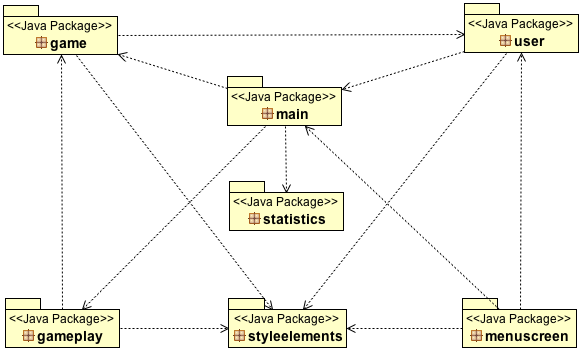 <<Java Package>>
game
<<Java Package>>
user
<<Java Package>>
main
<<Java Package>>
statistics
<<Java Package>>
gameplay
<<Java Package>>
styleelements
<<Java Package>>
menuscreen